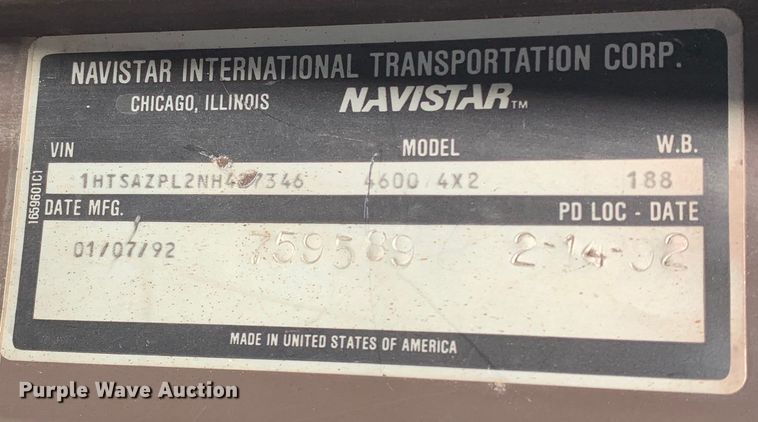 NAVISTAR INTERNATIONAL TRANSPORTATION CORP.
CHICAGO, ILLINOIS NAVISTAR TM
VIN MODEL W.B.
4600 4X2 188
1659601C1
DATE MFG. PD LOC - DATE
01/07/92 759589 2-14-92
MADE IN UNITED STATES OF AMERICA
Purple Wave Auction